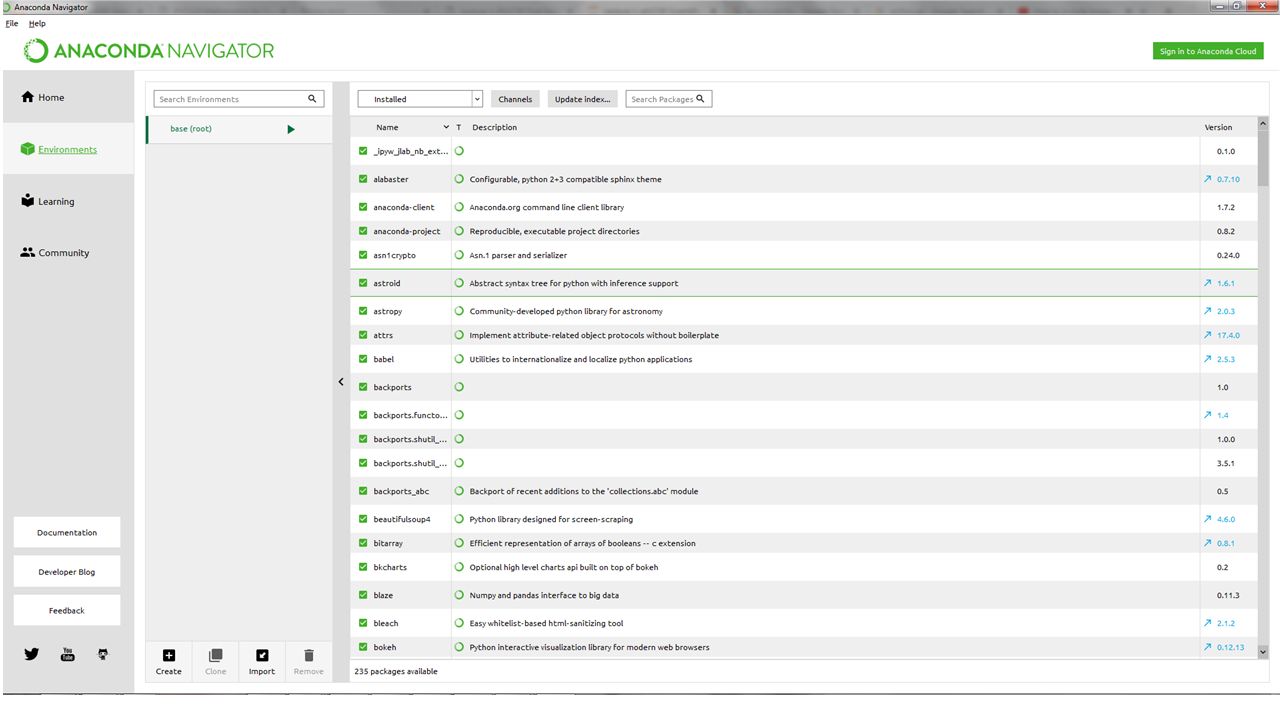 Anaconda Navigator
File Help
ANACONDA NAVIGATOR
Sign in to Anaconda Cloud
Home
Environments
Learning
Community
Documentation
Developer Blog
Feedback
You Tube
Search Environments
base (root)
Create Clone Import Remove
Installed Channels Update index... Search Packages
Name T Description Version
_ipyw_jlab_nb_ext... 0.1.0
alabaster Configurable, python 2+3 compatible sphinx theme 0.7.10
anaconda-client Anaconda.org command line client library 1.7.2
anaconda-project Reproducible, executable project directories 0.8.2
asn1crypto Asn.1 parser and serializer 0.24.0
astroid Abstract syntax tree for python with inference support 1.6.1
astropy Community-developed python library for astronomy 2.0.3
attrs Implement attribute-related object protocols without boilerplate 17.4.0
babel Utilities to internationalize and localize python applications 2.5.3
backports 1.0
backports.functo... 1.4
backports.shutil_... 1.0.0
backports.shutil_... 3.5.1
backports_abc Backport of recent additions to the 'collections.abc' module 0.5
beautifulsoup4 Python library designed for screen-scraping 4.6.0
bitarray Efficient representation of arrays of booleans -- c extension 0.8.1
bkcharts Optional high level charts api built on top of bokeh 0.2
blaze Numpy and pandas interface to big data 0.11.3
bleach Easy whitelist-based html-sanitizing tool 2.1.2
bokeh Python interactive visualization library for modern web browsers 0.12.13
235 packages available